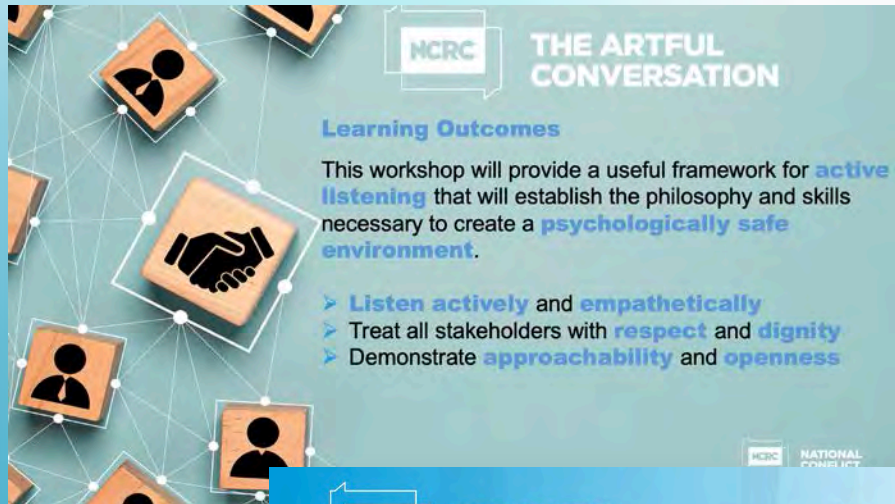 NCRC
THE ARTFUL
CONVERSATION
Learning Outcomes
This workshop will provide a useful framework for active
listening that will establish the philosophy and skills
necessary to create a psychologically safe
environment.
➢ Listen actively and empathetically
➢ Treat all stakeholders with respect and dignity
➢ Demonstrate approachability and openness
NCRC
NATIONAL
CONFLICT